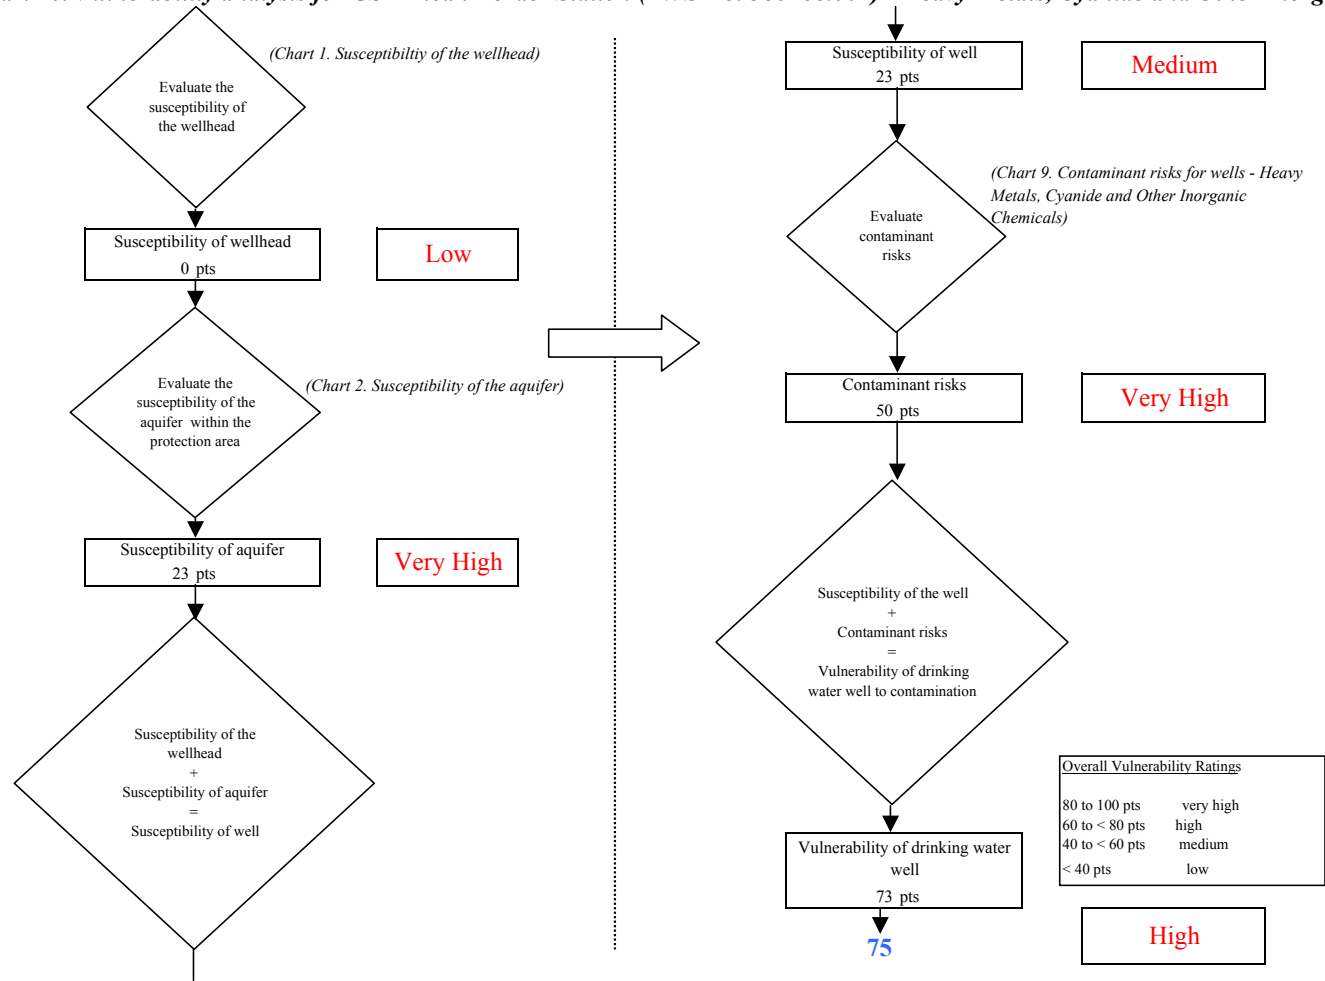 (Chart 1. Susceptibiltiy of the wellhead)
Evaluate the
susceptibility of
the wellhead
Susceptibility of wellhead
0 pts
Low
(Chart 2. Susceptibility of the aquifer)
Evaluate the
susceptibility of the
aquifer within the
protection area
Susceptibility of aquifer
23 pts
Very High
Susceptibility of the
wellhead
+
Susceptibility of aquifer
=
Susceptibility of well
Susceptibility of well
23 pts
Medium
(Chart 9. Contaminant risks for wells - Heavy
Metals, Cyanide and Other Inorganic
Chemicals)
Evaluate
contaminant
risks
Contaminant risks
50 pts
Very High
Susceptibility of the well
+
Contaminant risks
=
Vulnerability of drinking
water well to contamination
Overall Vulnerability Ratings
80 to 100 pts very high
60 to < 80 pts high
40 to < 60 pts medium
< 40 pts low
Vulnerability of drinking water
well
73 pts
75
High